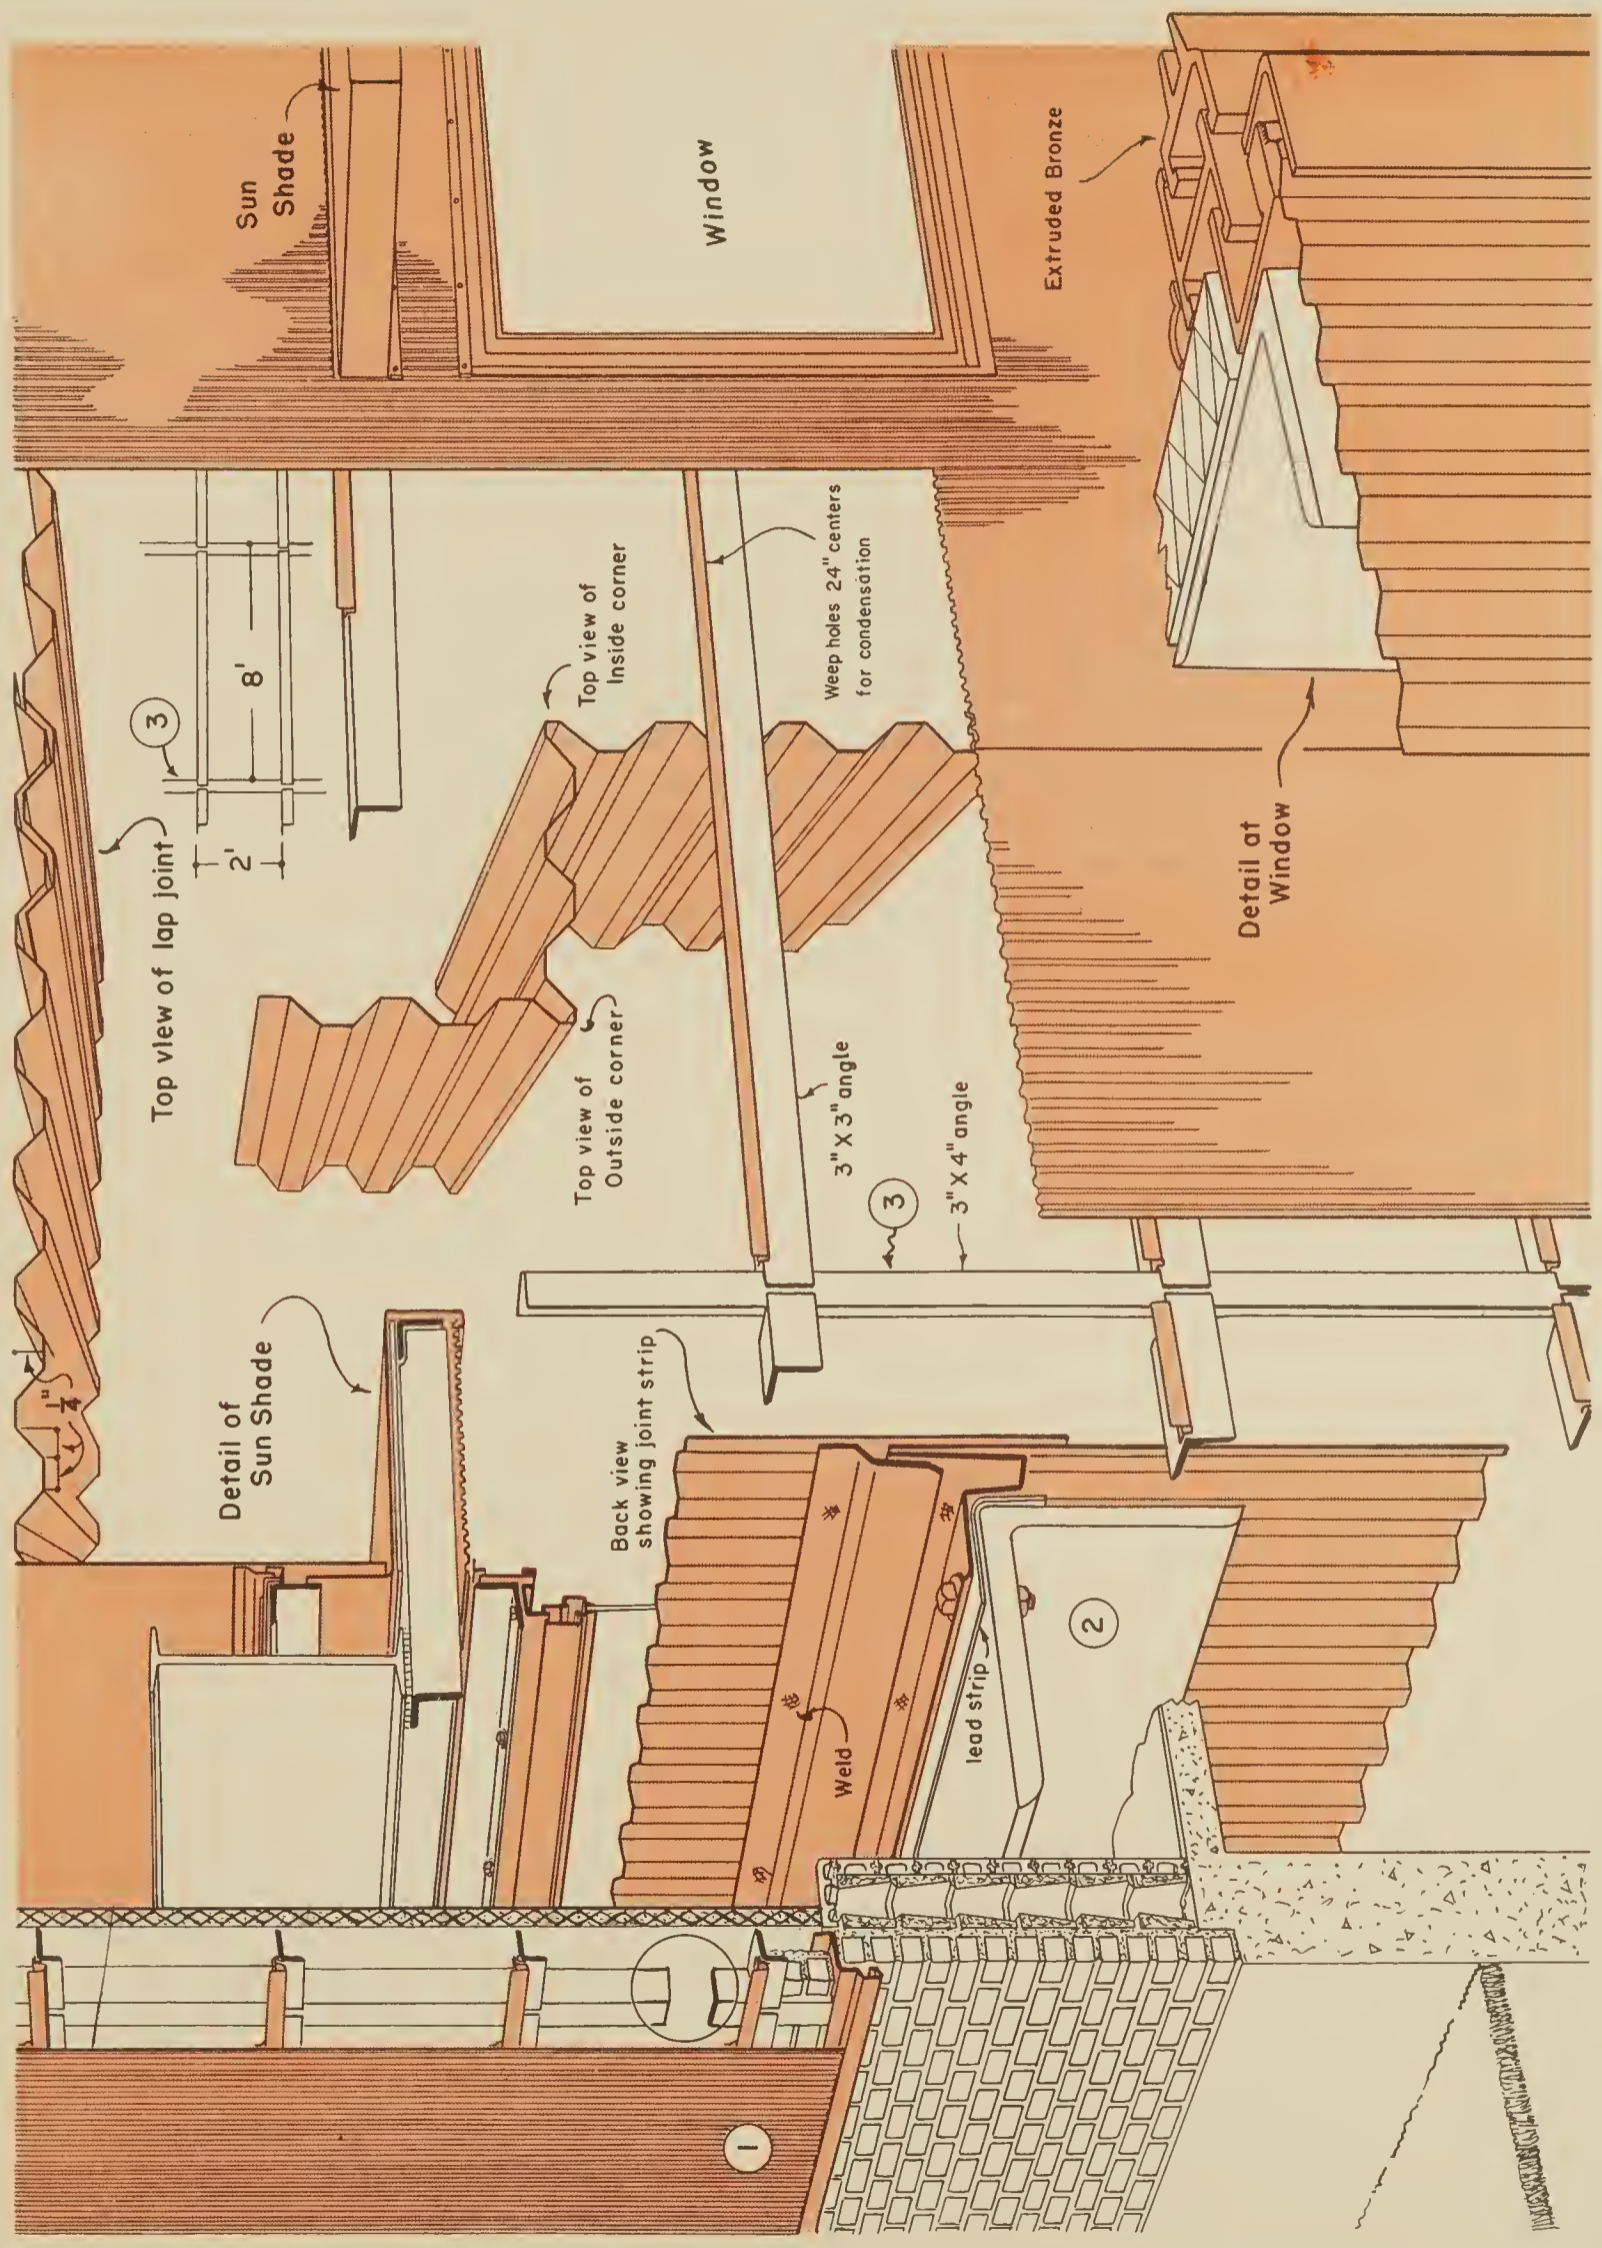 1/4"
Top view of lap joint
3
2'
8'
Sun
Shade
Detail of
Sun Shade
Top view of
Outside corner
Top view of
Inside corner
Window
Back view
showing joint strip
3" X 3" angle
Weep holes 24" centers
for condensation
3
3" X 4" angle
1
Weld
lead strip
2
Detail at
Window
Extruded Bronze